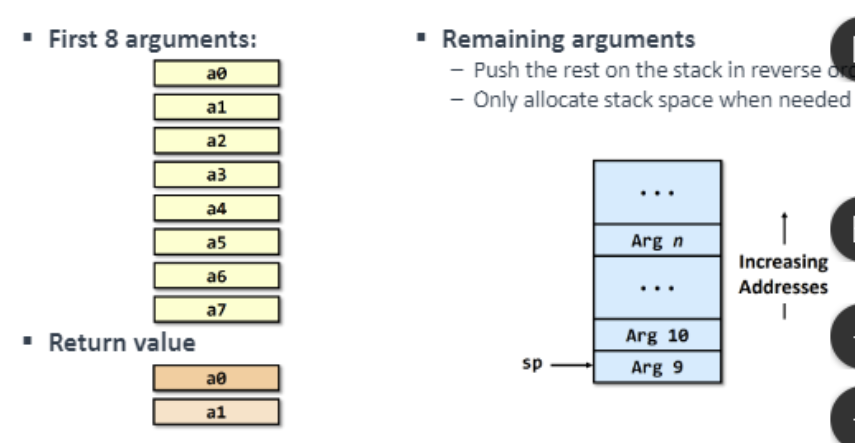 ▪ First 8 arguments:
a0
a1
a2
a3
a4
a5
a6
a7
▪ Return value
a0
a1
▪ Remaining arguments
– Push the rest on the stack in reverse
– Only allocate stack space when needed
...
Arg n
...
Arg 10
Arg 9
sp
Increasing
Addresses